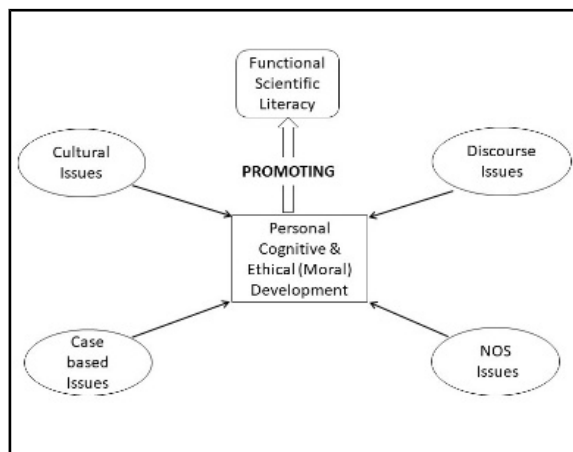 Functional
Scientific
Literacy
Cultural
Issues
Discourse
Issues
PROMOTING
Personal
Cognitive &
Ethical (Moral)
Development
Case
based
Issues
NOS
Issues